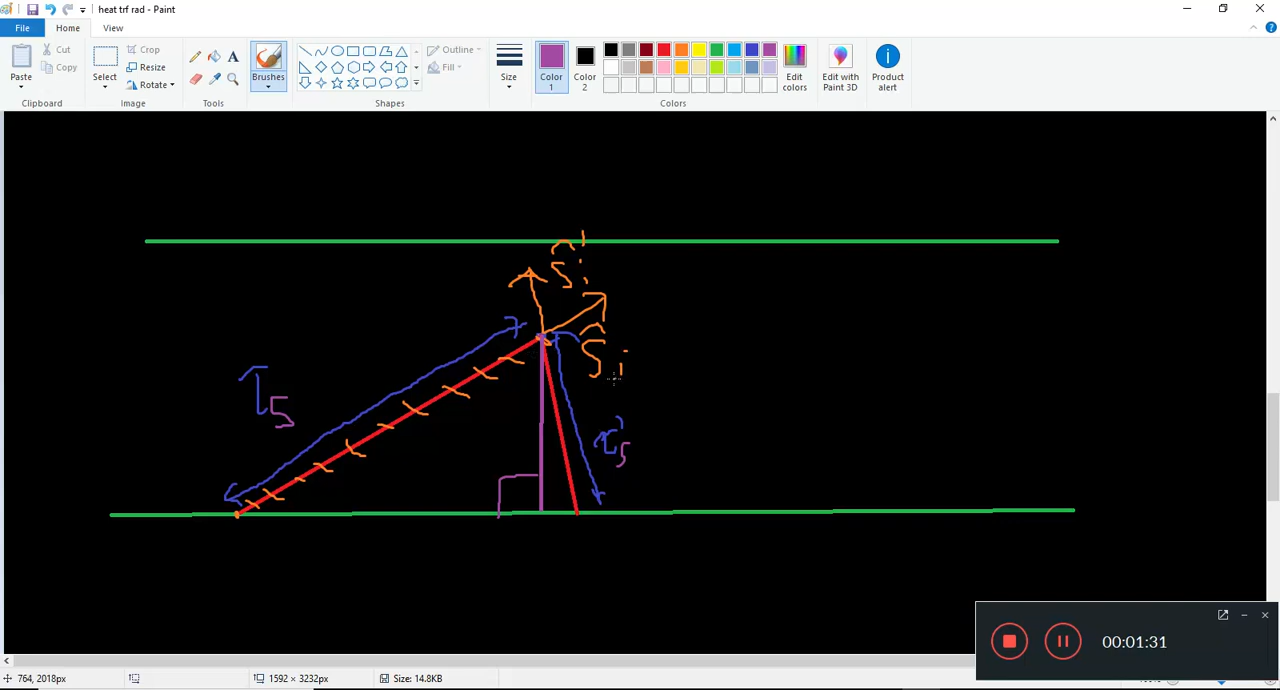 heat trf rad - Paint
File Home View
Paste
Cut
Copy
Clipboard
Select
Crop
Resize
Rotate
Image
Tools
Brushes
Shapes
Outline
Fill
Size
Color 1
Color 2
Colors
Edit colors
Edit with Paint 3D
Product alert
ŝ'i
ŝi
τs
τ's
00:01:31
764, 2018px
1592 × 3232px
Size: 14.8KB